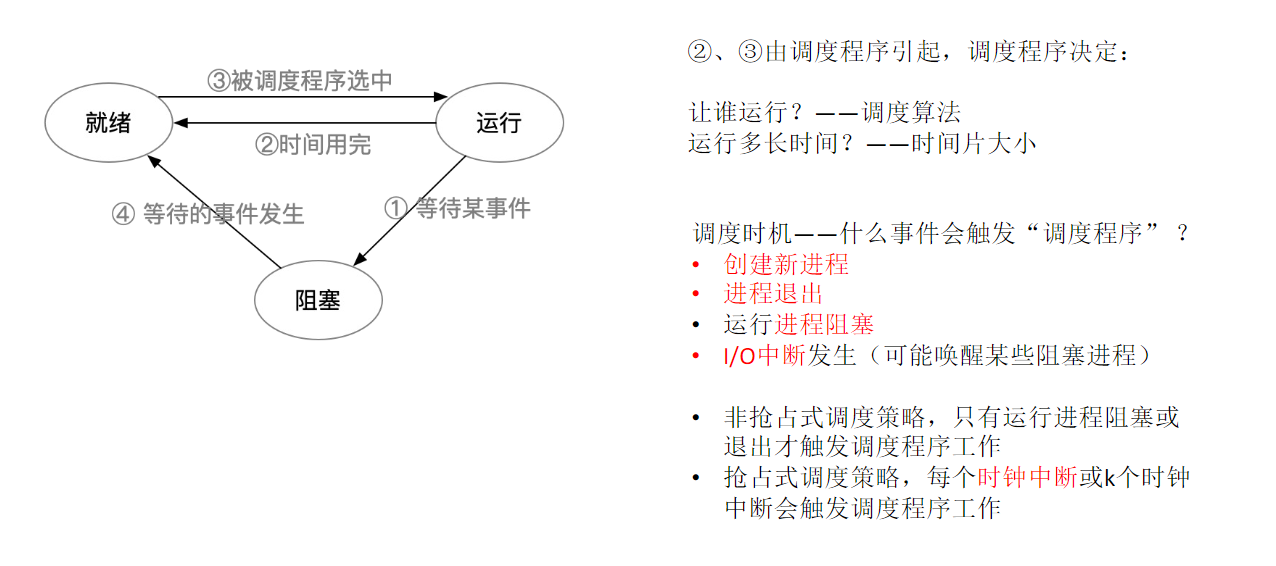 ③被调度程序选中
就绪
运行
②时间用完
④ 等待的事件发生
① 等待某事件
阻塞
②、③由调度程序引起，调度程序决定：
让谁运行？——调度算法
运行多长时间？——时间片大小
调度时机——什么事件会触发“调度程序”？
• 创建新进程
• 进程退出
• 运行进程阻塞
• I/O中断发生（可能唤醒某些阻塞进程）
• 非抢占式调度策略，只有运行进程阻塞或
退出才触发调度程序工作
• 抢占式调度策略，每个时钟中断或k个时钟
中断会触发调度程序工作